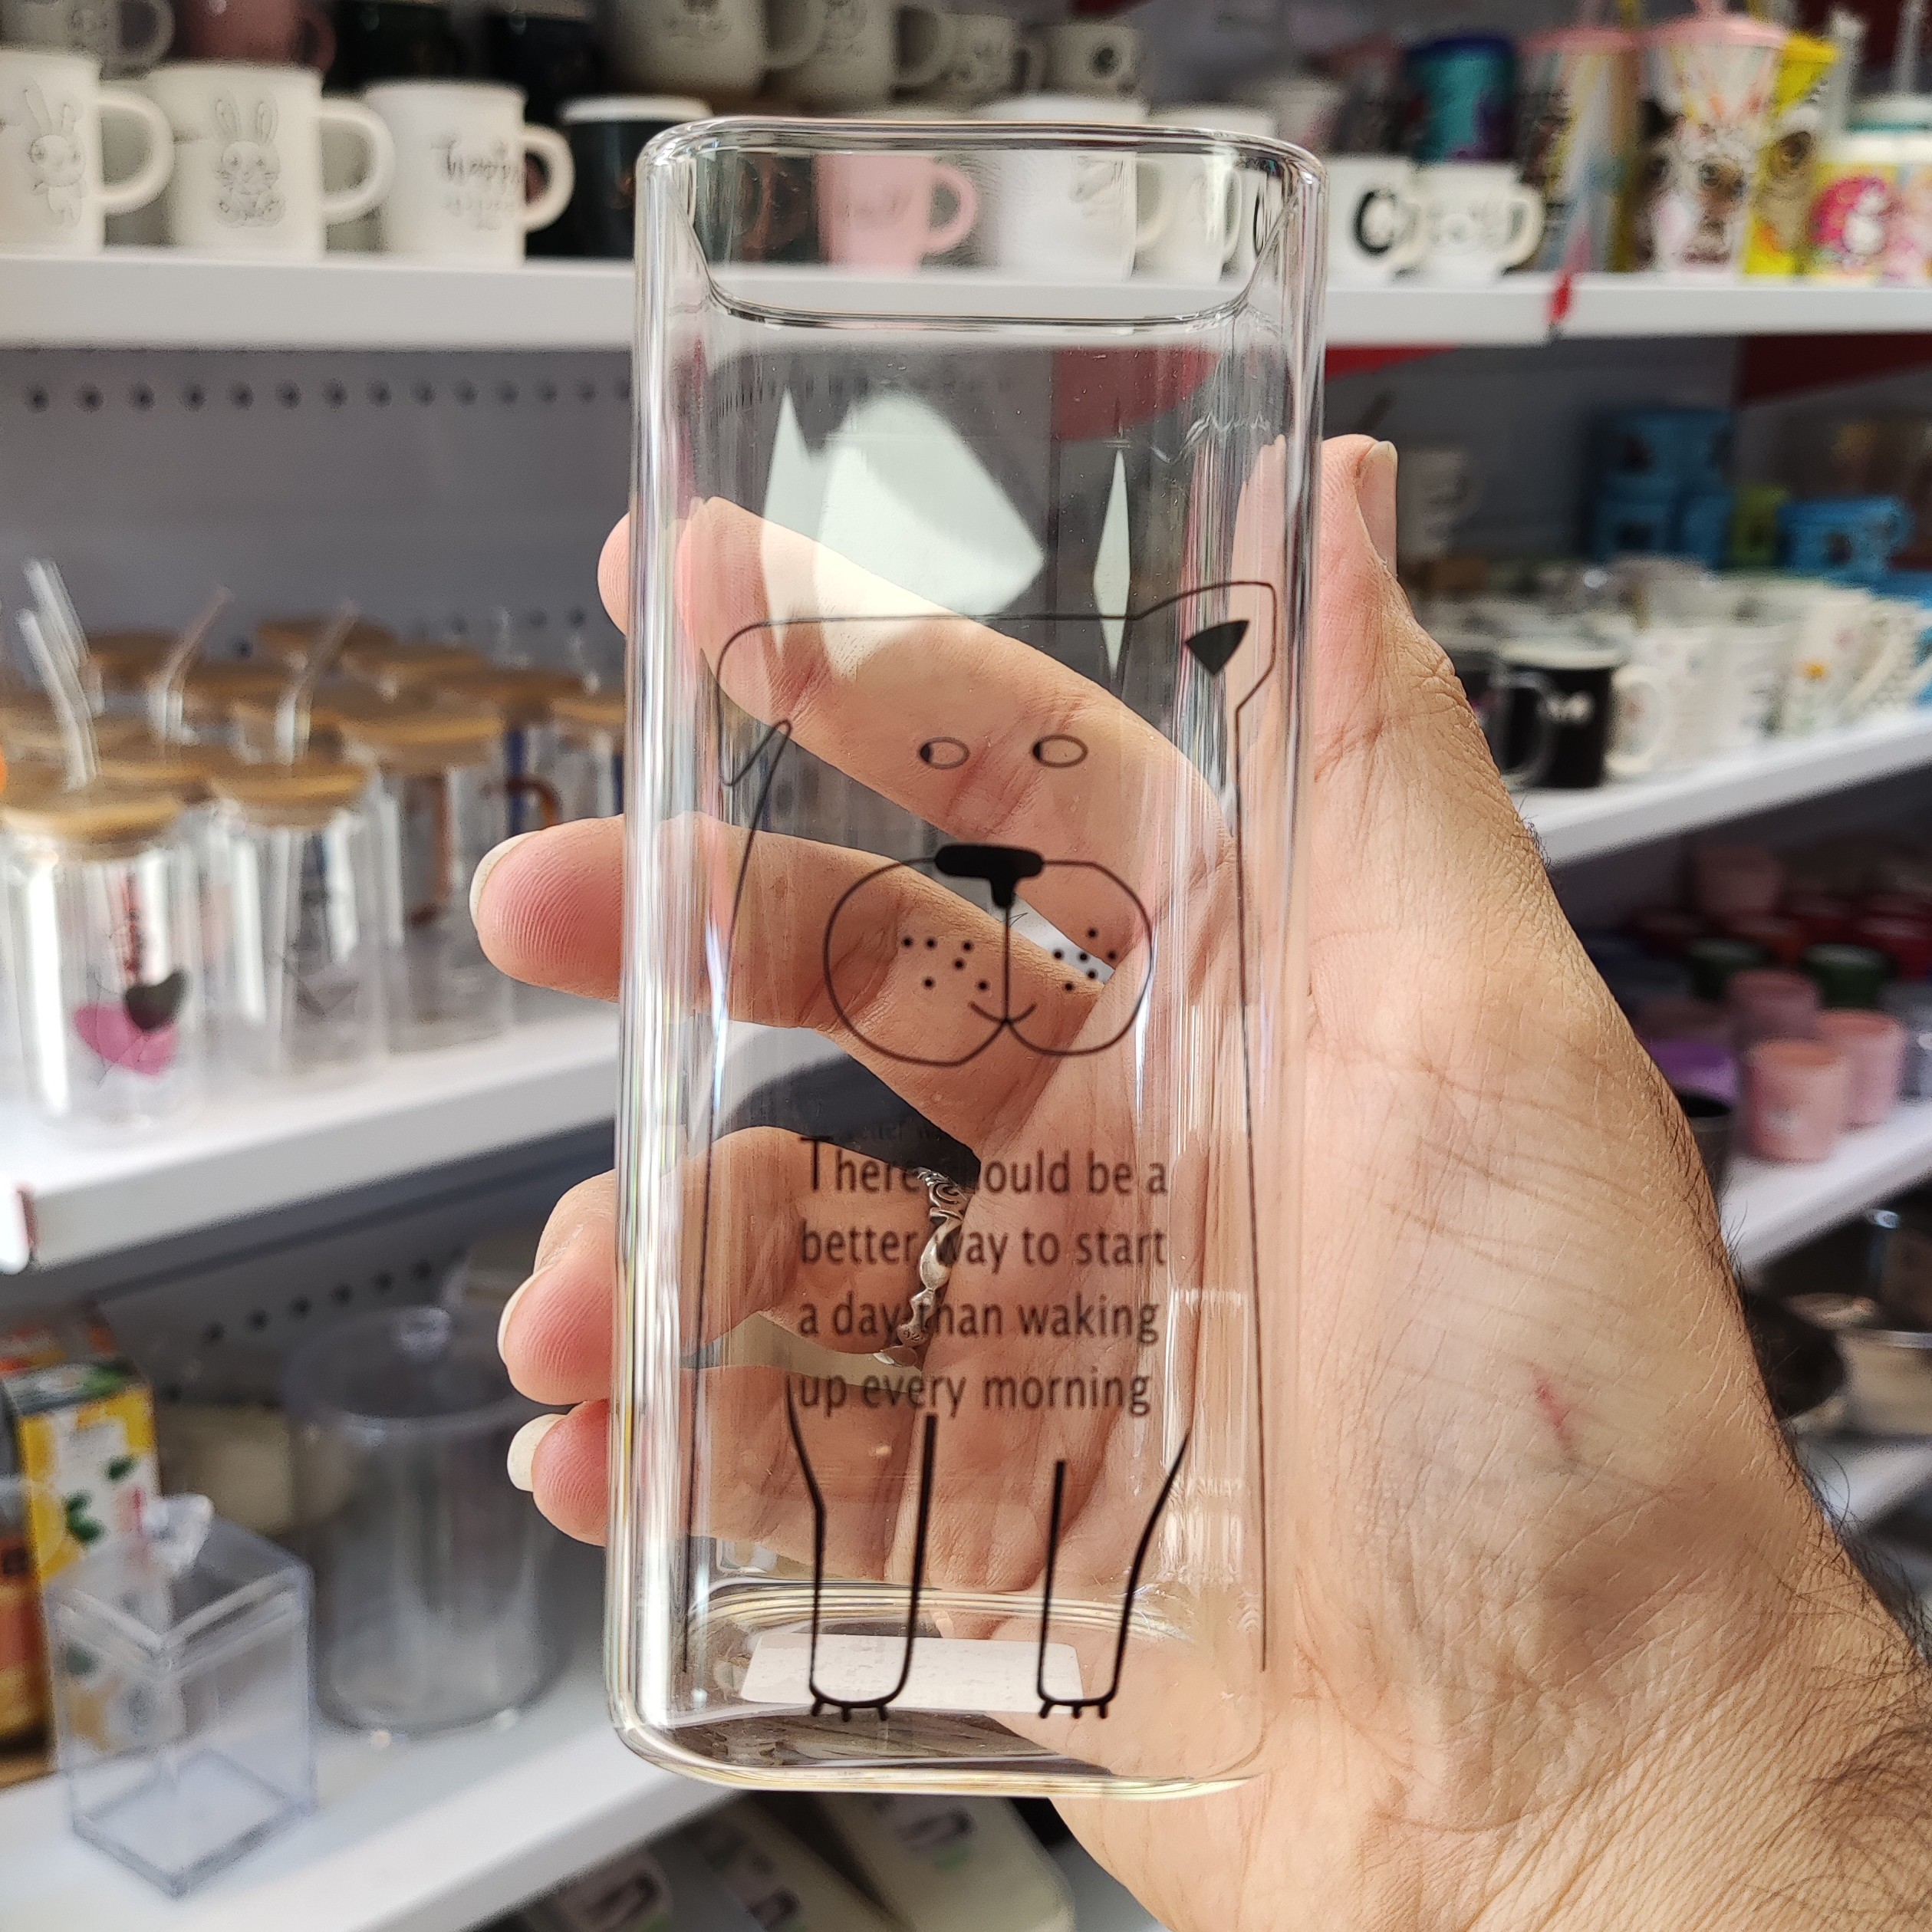 There should be a
better way to start
a day than waking
up every morning